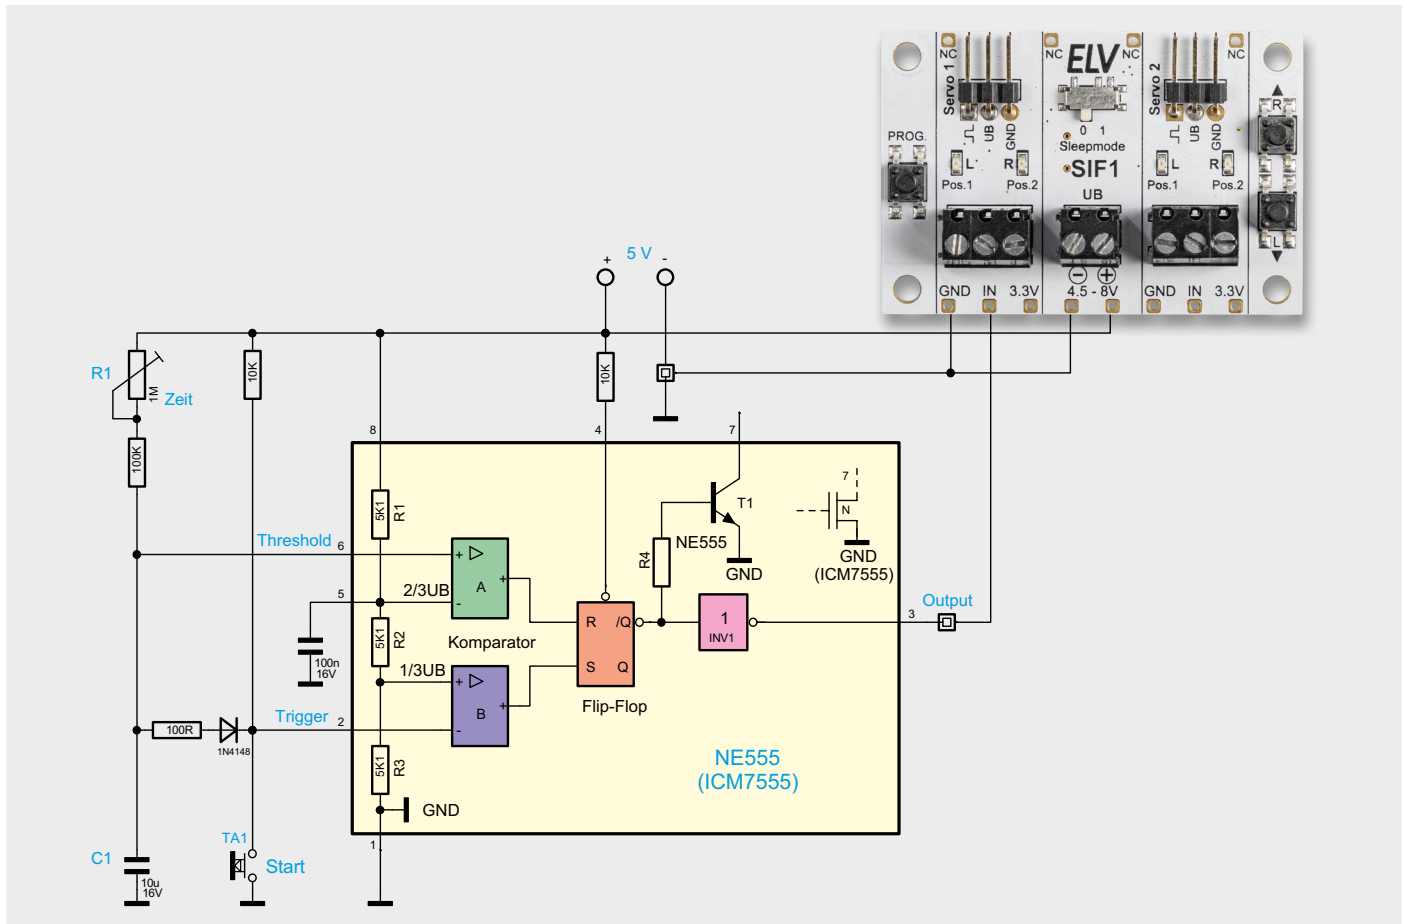 NC
NC
ELV
NC
NC
Servo 1
Servo 2
R
UB
GND
0 1
Sleepmode
UB
GND
PROG.
L
R
SIF1
L
R
Pos.1
Pos.2
UB
Pos.1
Pos.2
L
+ 5 V -
- +
GND IN 3.3V
4.5 - 8V
GND IN 3.3V
R1
1M
Zeit
10K
10K
100K
8
4
7
5K1
R1
T1
7
N
NE555
R4
GND
GND
(ICM7555)
Threshold
6
+
A
+
-
2/3UB
5
100n
16V
5K1
R2
Komparator
R
/Q
S
Q
1
INV1
3
Output
1/3UB
+
B
+
-
Flip-Flop
Trigger
2
100R
1N4148
5K1
R3
NE555
(ICM7555)
GND
1
TA1
Start
C1
10u
16V